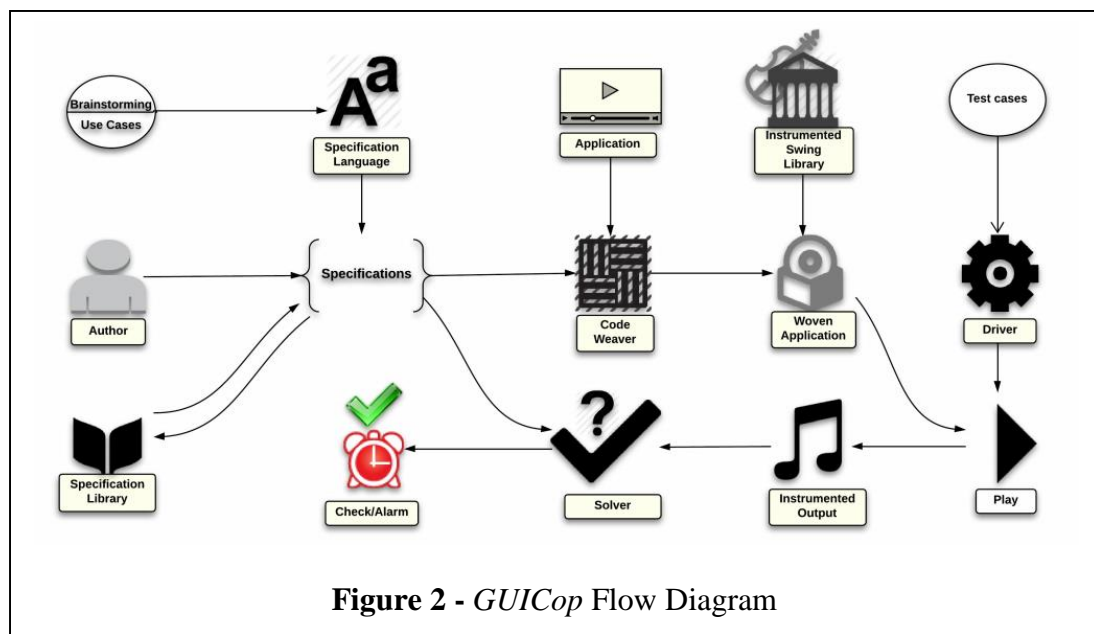 Brainstorming
Use Cases
Aa
Specification
Language
Application
Instrumented
Swing
Library
Test cases
Author
Specifications
Code
Weaver
Woven
Application
Driver
Specification
Library
Check/Alarm
?
Solver
Instrumented
Output
Play
Figure 2 - GUICop Flow Diagram